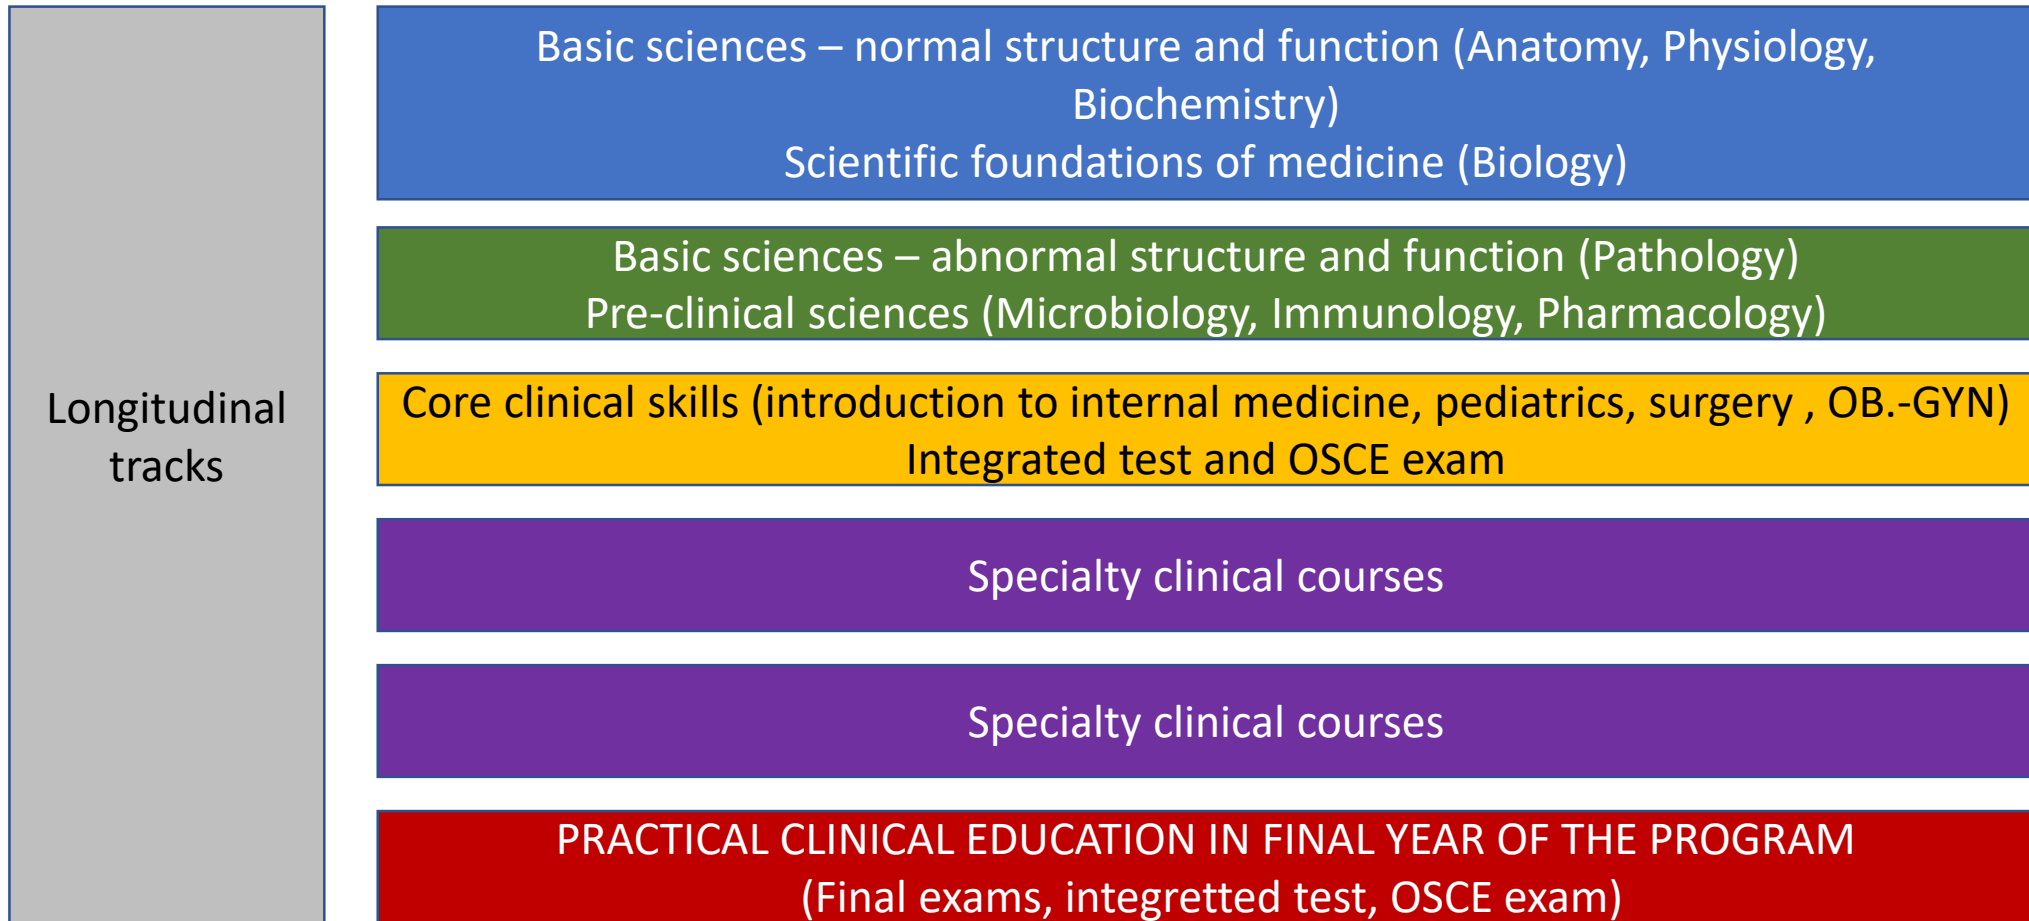 Longitudinal
tracks
Basic sciences – normal structure and function (Anatomy, Physiology,
Biochemistry)
Scientific foundations of medicine (Biology)
Basic sciences – abnormal structure and function (Pathology)
Pre-clinical sciences (Microbiology, Immunology, Pharmacology)
Core clinical skills (introduction to internal medicine, pediatrics, surgery , OB.-GYN)
Integrated test and OSCE exam
Specialty clinical courses
Specialty clinical courses
PRACTICAL CLINICAL EDUCATION IN FINAL YEAR OF THE PROGRAM
(Final exams, integretted test, OSCE exam)